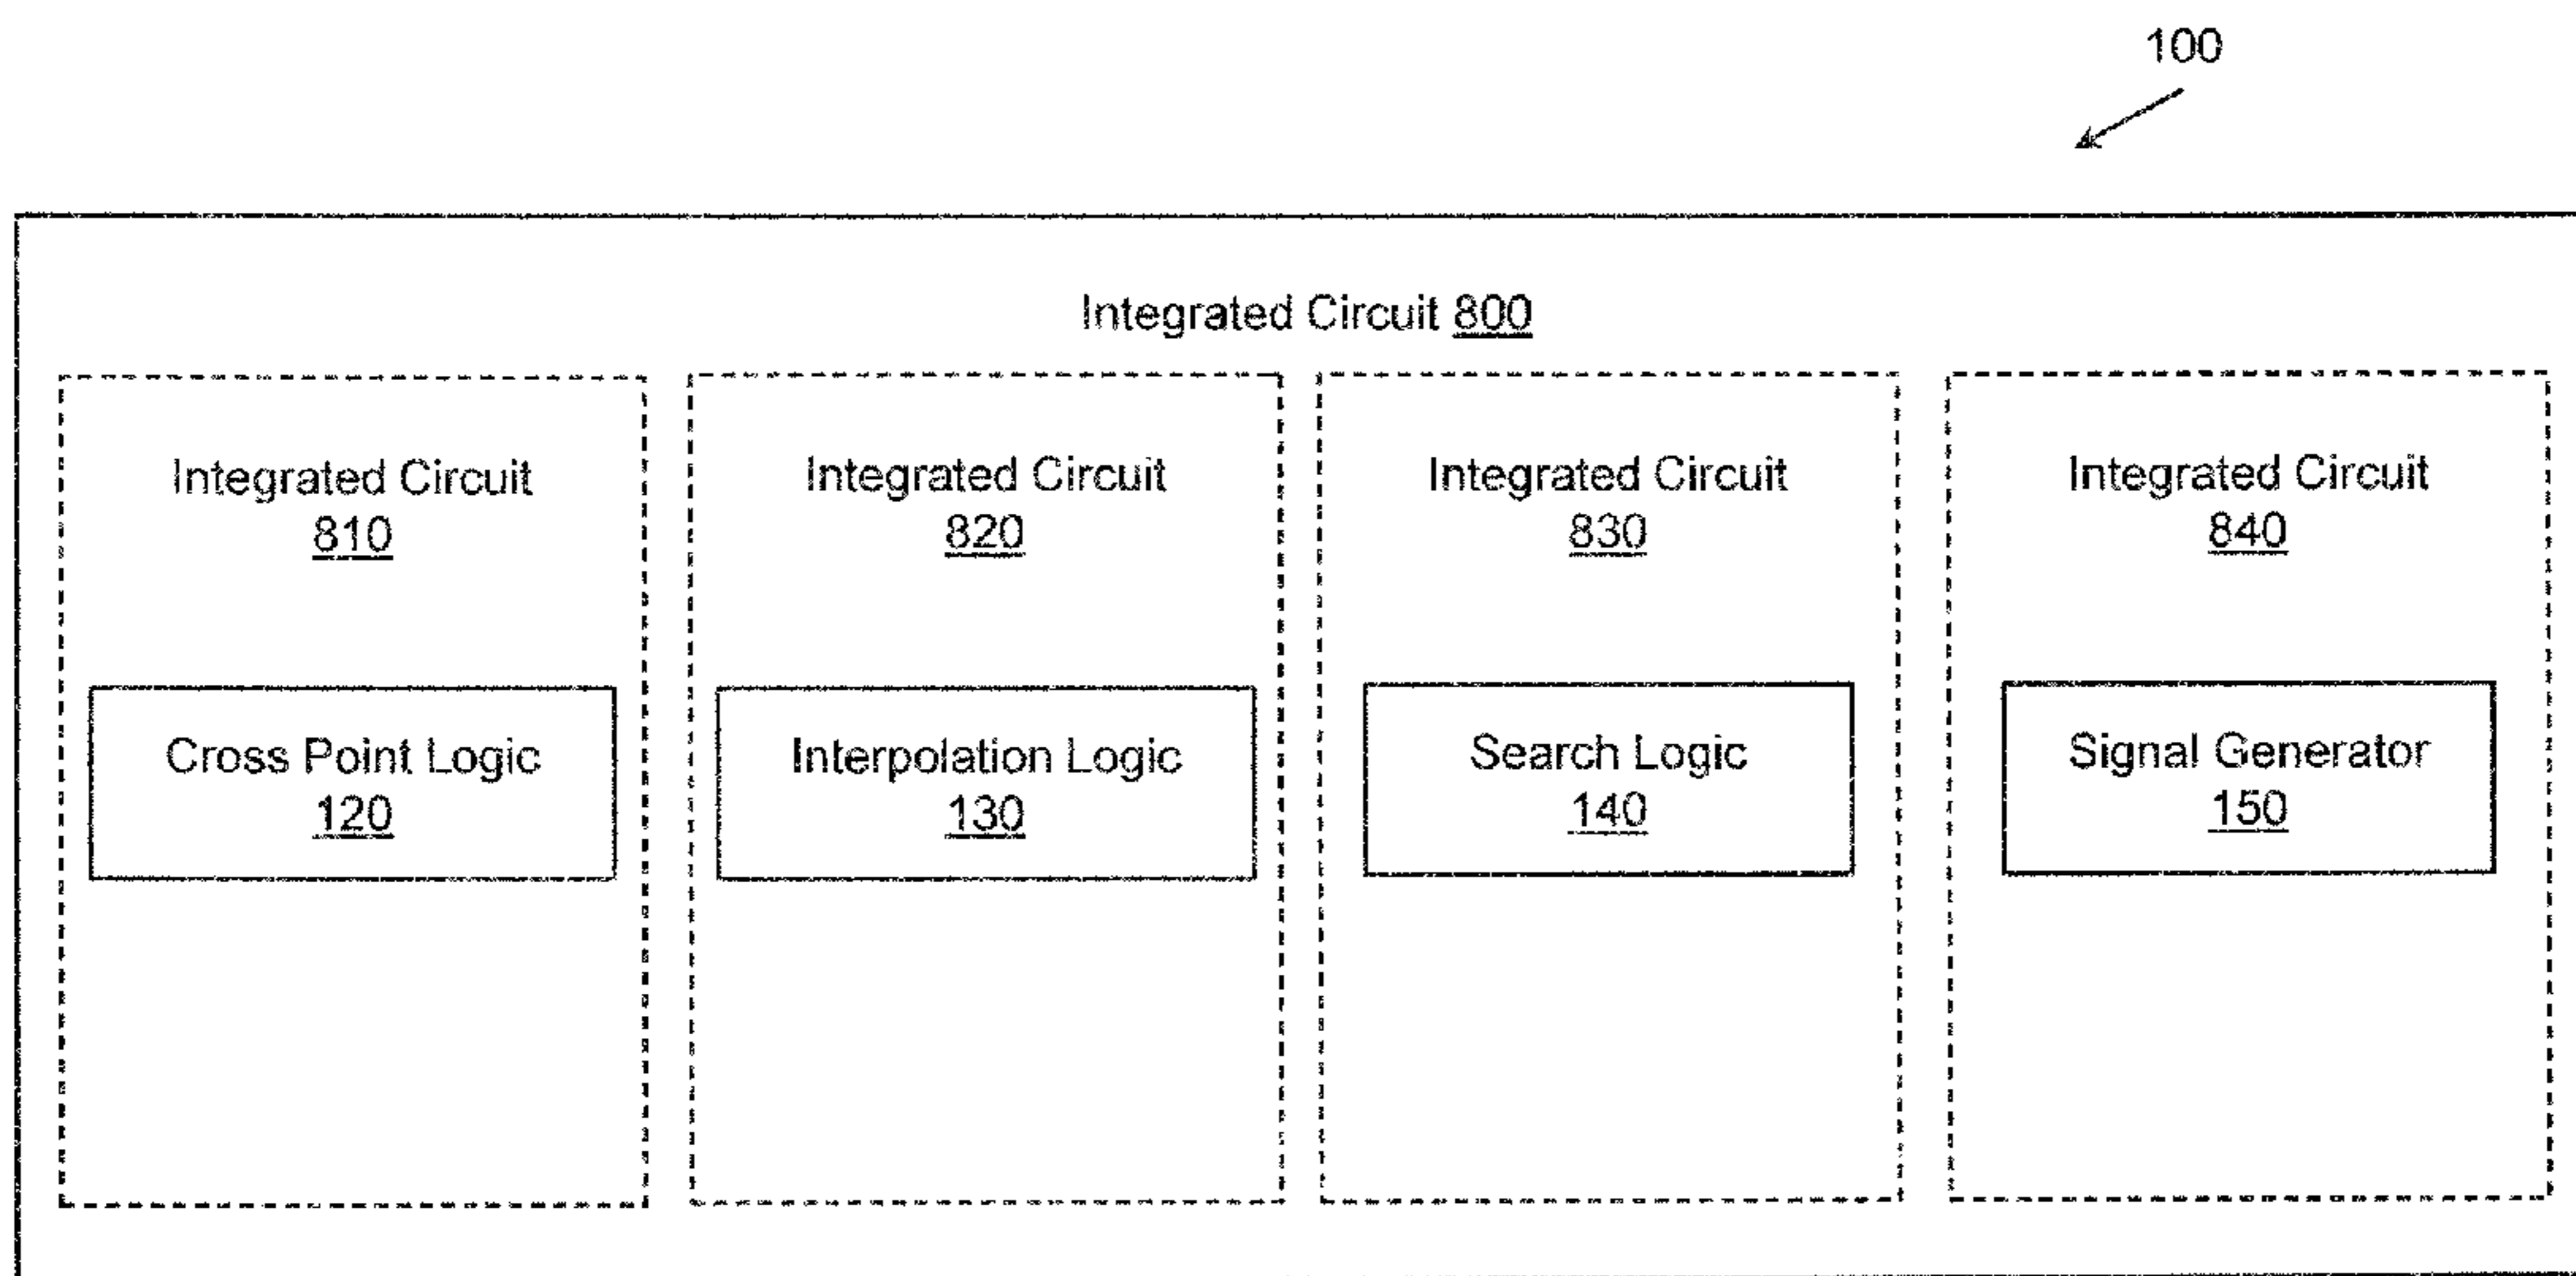 100
Integrated Circuit 800
Integrated Circuit
810
Integrated Circuit
820
Integrated Circuit
830
Integrated Circuit
840
Cross Point Logic
120
Interpolation Logic
130
Search Logic
140
Signal Generator
150